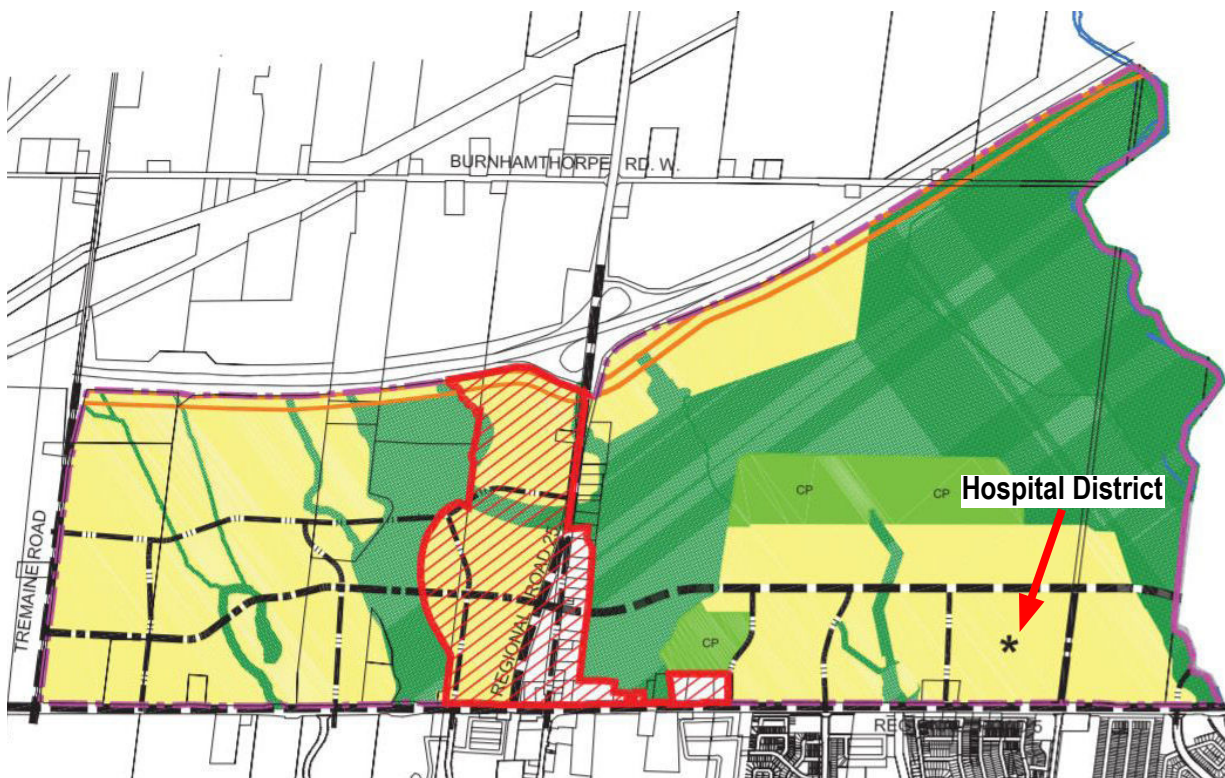 BURNHAMTHORPE RD. W.
CP
CP
Hospital District
TREMAINE ROAD
REGIONAL ROAD 25
CP
*